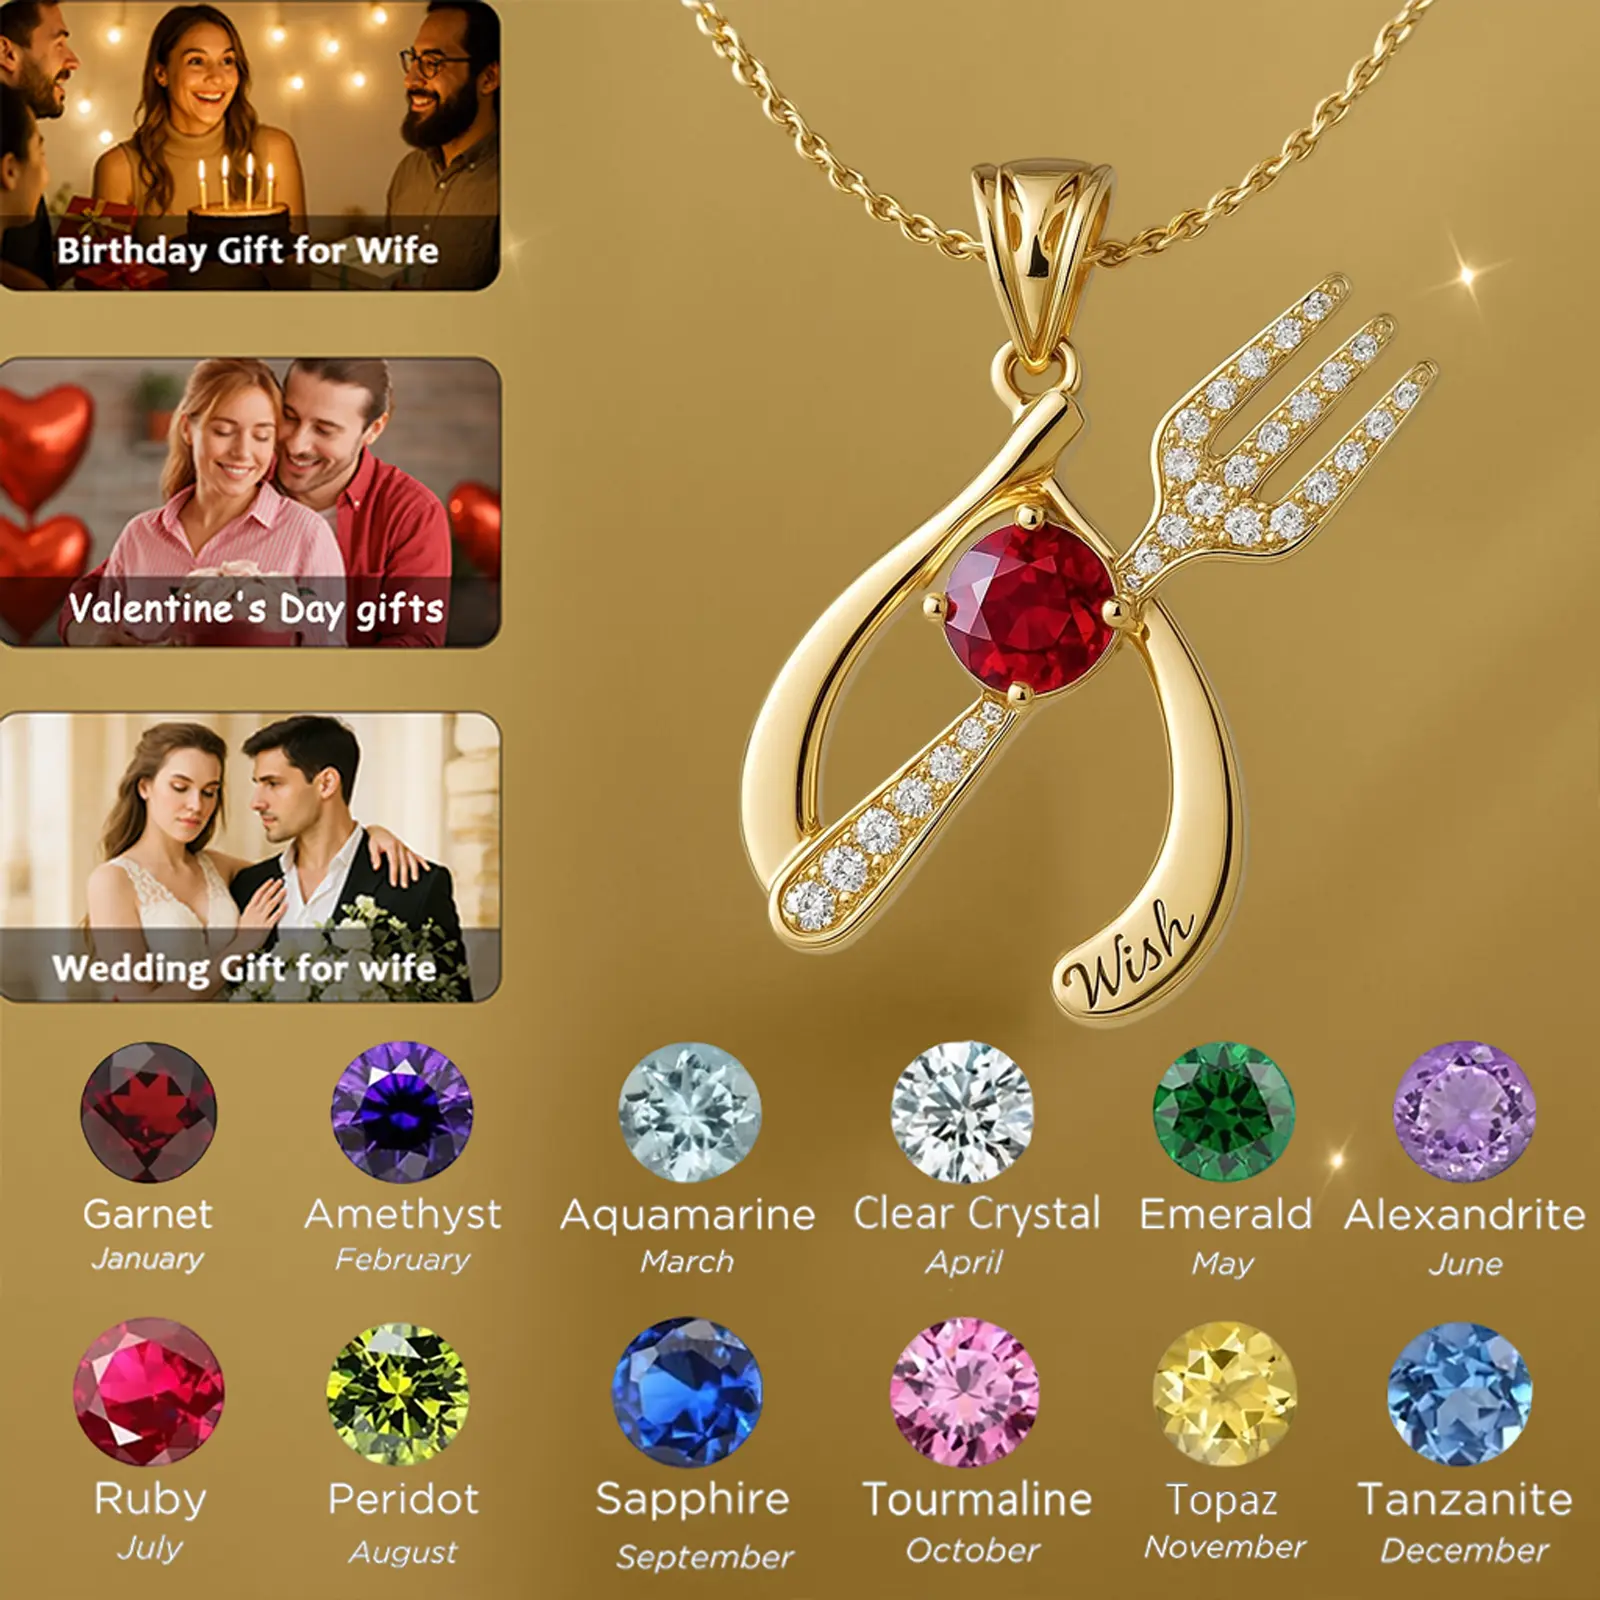 Birthday Gift for Wife
Valentine's Day gifts
Wedding Gift for wife
Wish
Garnet
January
Amethyst
February
Aquamarine
March
Clear Crystal
April
Emerald
May
Alexandrite
June
Ruby
July
Peridot
August
Sapphire
September
Tourmaline
October
Topaz
November
Tanzanite
December